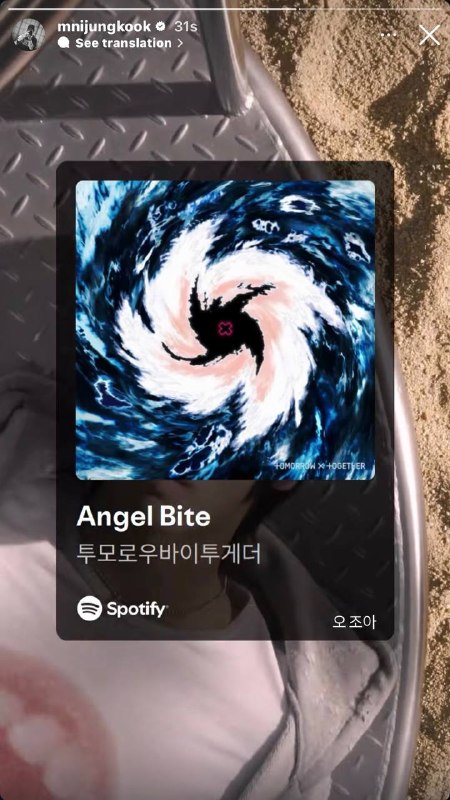 mnijungkook 31s
See translation >
TOMORROW X TOGETHER
Angel Bite
투모로우바이투게더
Spotify
오 조아